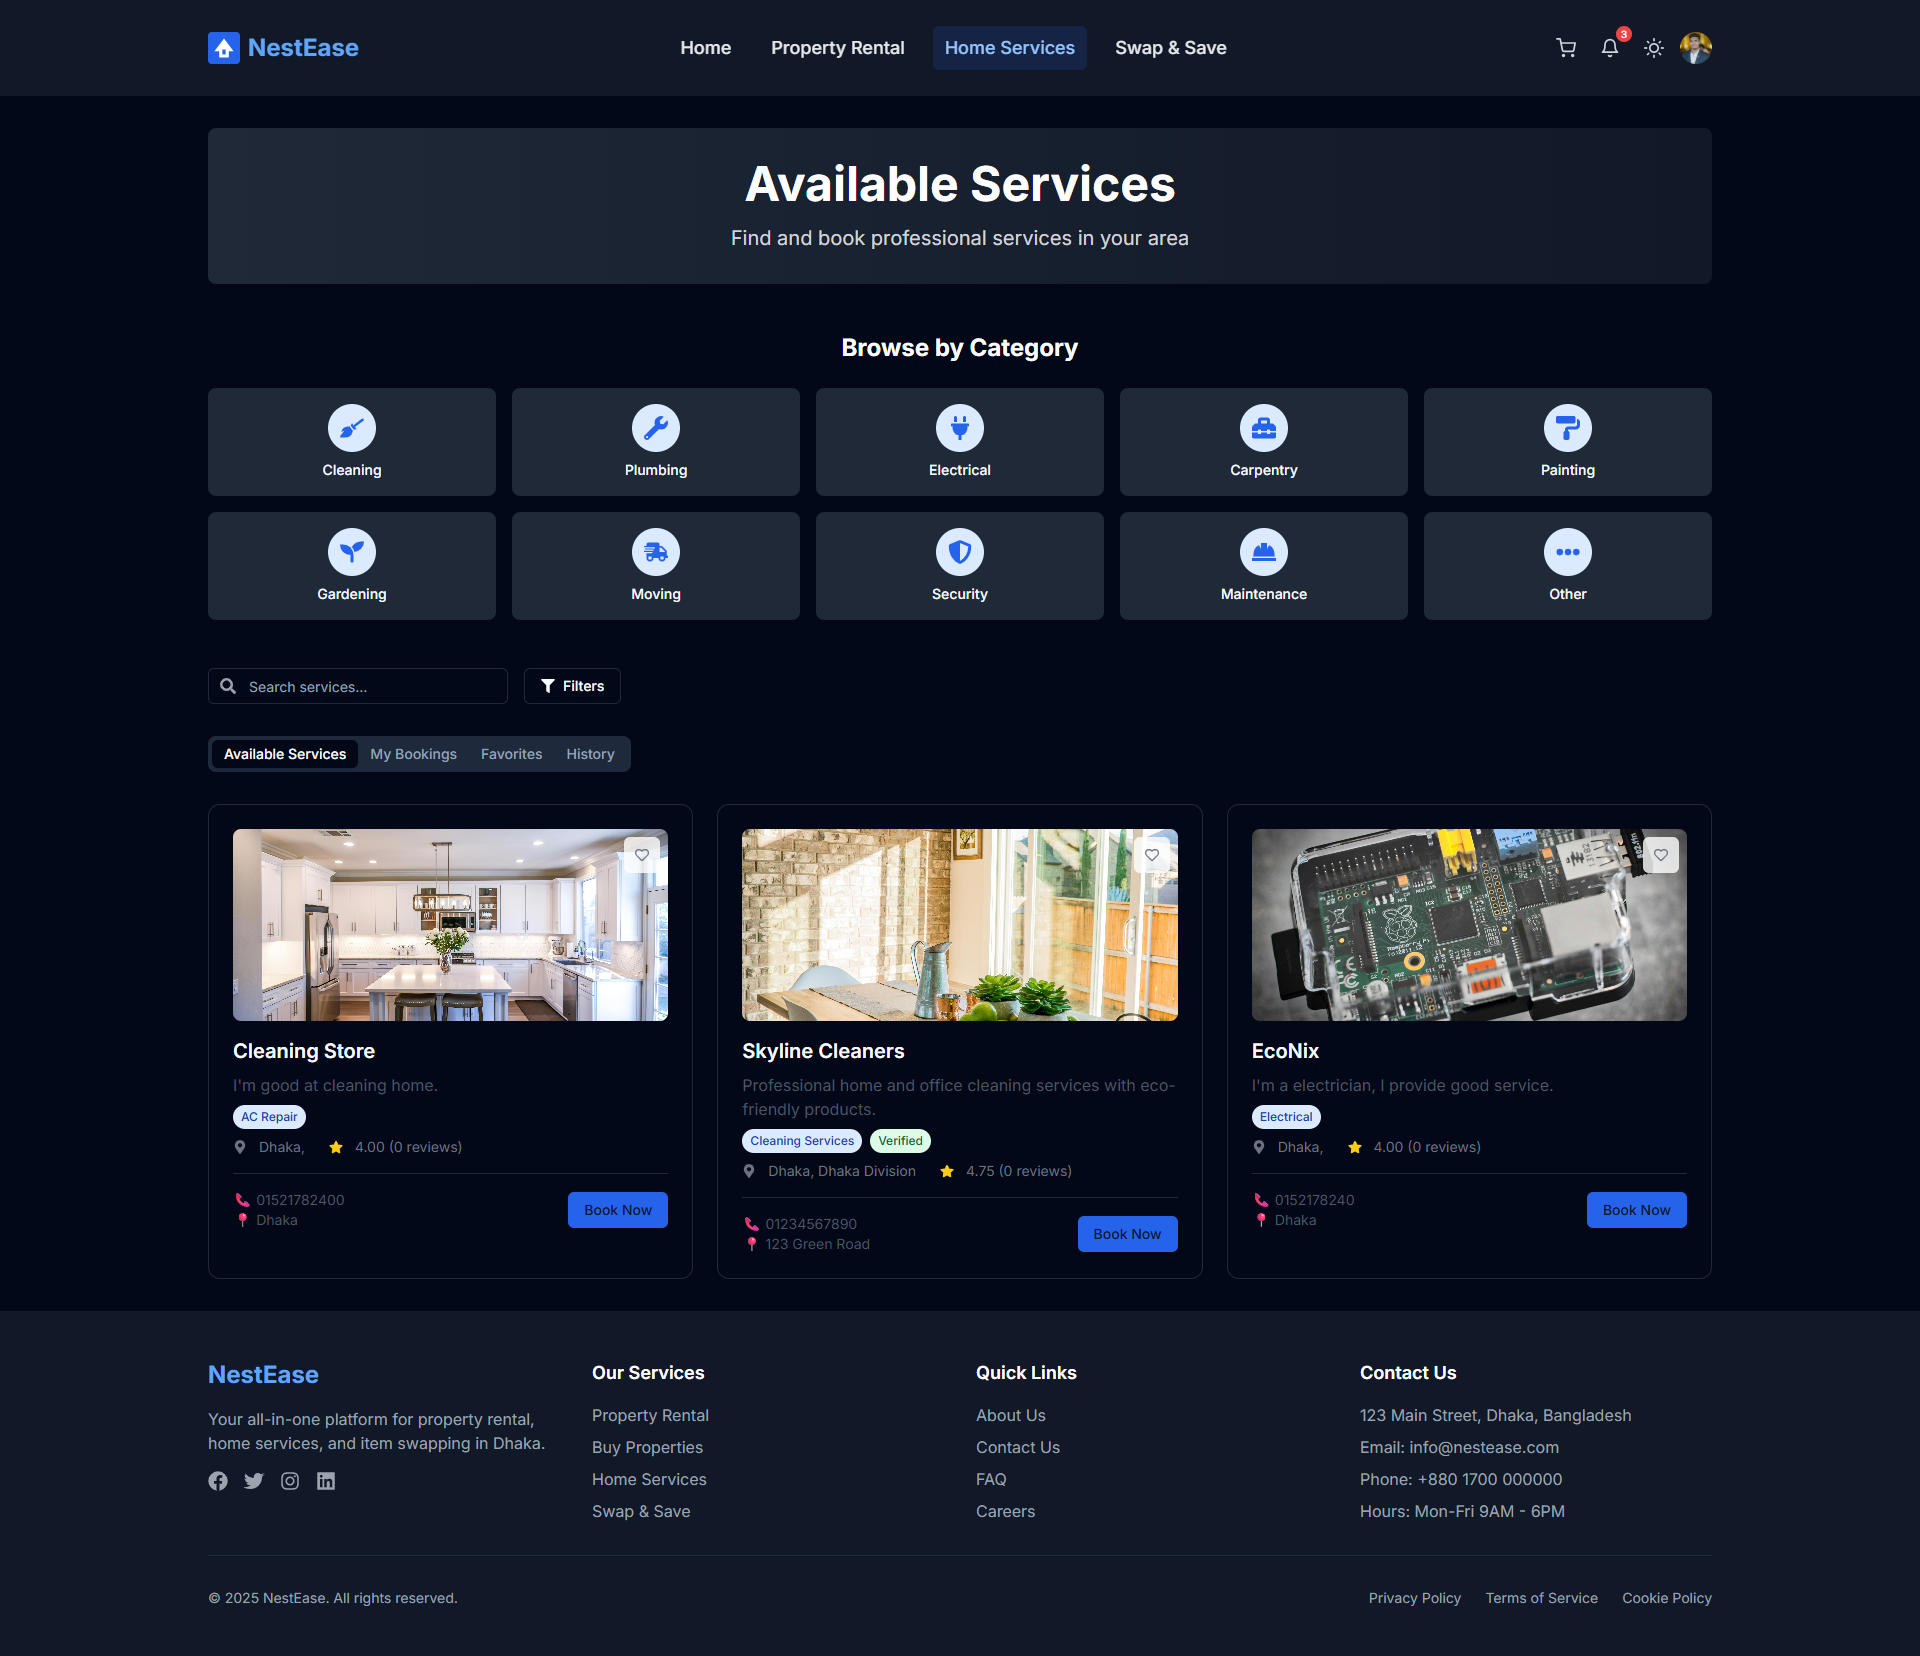 NestEase
Home
Property Rental
Home Services
Swap & Save
3
Available Services
Find and book professional services in your area
Browse by Category
Cleaning
Plumbing
Electrical
Carpentry
Painting
Gardening
Moving
Security
Maintenance
Other
Search services...
Filters
Available Services
My Bookings
Favorites
History
Cleaning Store
I'm good at cleaning home.
AC Repair
Dhaka,
4.00 (0 reviews)
01521782400
Dhaka
Book Now
Skyline Cleaners
Professional home and office cleaning services with eco-
friendly products.
Cleaning Services
Verified
Dhaka, Dhaka Division
4.75 (0 reviews)
01234567890
123 Green Road
Book Now
EcoNix
I'm a electrician, I provide good service.
Electrical
Dhaka,
4.00 (0 reviews)
0152178240
Dhaka
Book Now
NestEase
Your all-in-one platform for property rental,
home services, and item swapping in Dhaka.
Our Services
Property Rental
Buy Properties
Home Services
Swap & Save
Quick Links
About Us
Contact Us
FAQ
Careers
Contact Us
123 Main Street, Dhaka, Bangladesh
Email: info@nestease.com
Phone: +880 1700 000000
Hours: Mon-Fri 9AM - 6PM
© 2025 NestEase. All rights reserved.
Privacy Policy
Terms of Service
Cookie Policy